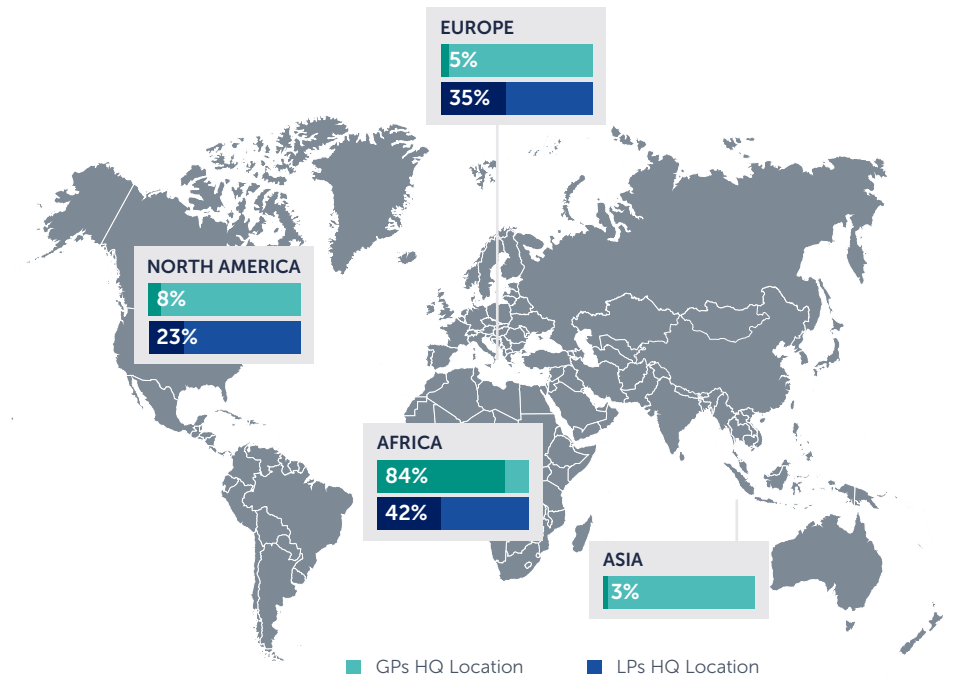 EUROPE
5%
35%
NORTH AMERICA
8%
23%
AFRICA
84%
42%
ASIA
3%
GPs HQ Location
LPs HQ Location